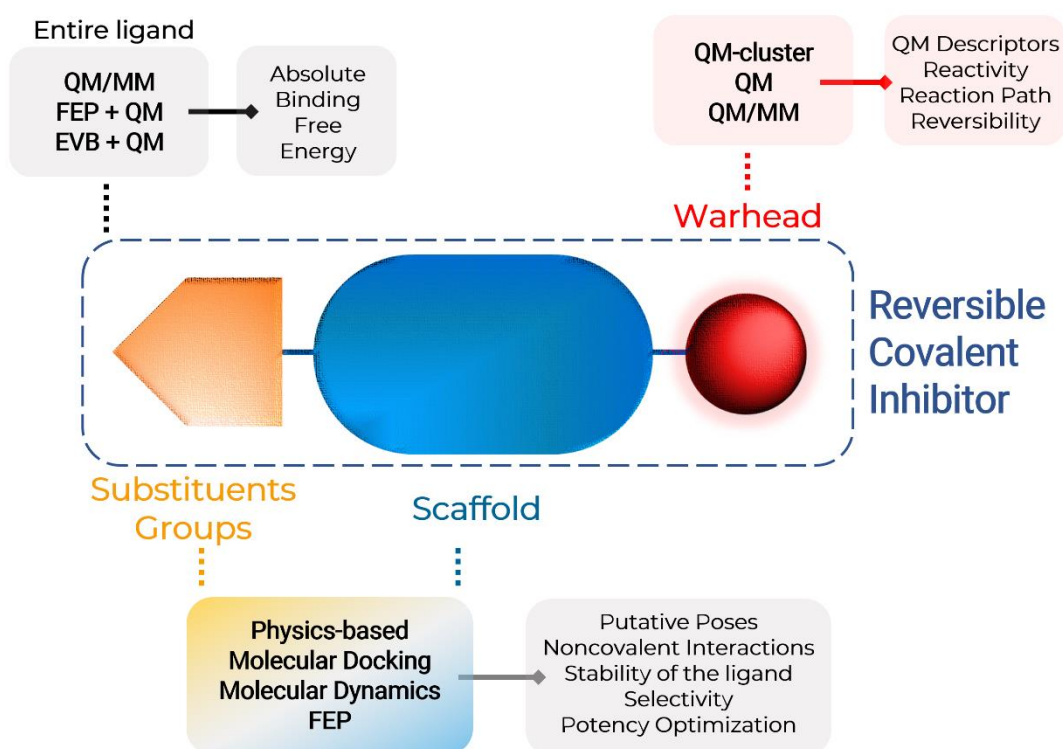 Entire ligand
QM/MM
FEP + QM
EVB + QM
Absolute
Binding
Free
Energy
QM-cluster
QM
QM/MM
QM Descriptors
Reactivity
Reaction Path
Reversibility
Warhead
Reversible
Covalent
Inhibitor
Substituents
Groups
Scaffold
Physics-based
Molecular Docking
Molecular Dynamics
FEP
Putative Poses
Noncovalent Interactions
Stability of the ligand
Selectivity
Potency Optimization